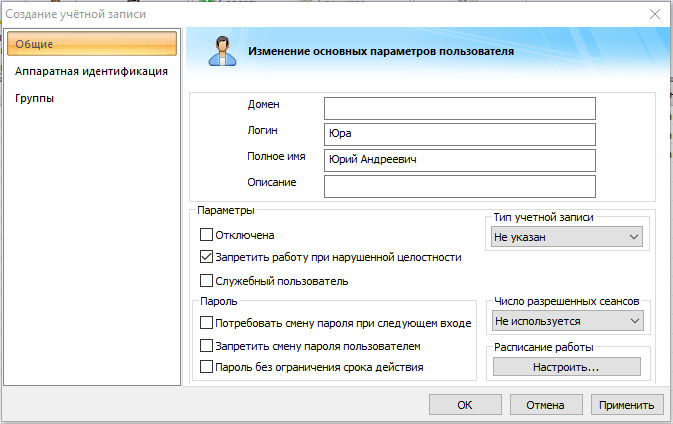 Создание учётной записи
Общие
Аппаратная идентификация
Группы
Изменение основных параметров пользователя
Домен
Логин
Юра
Полное имя
Юрий Андреевич
Описание
Параметры
Отключена
Запретить работу при нарушенной целостности
Служебный пользователь
Тип учетной записи
Не указан
Пароль
Потребовать смену пароля при следующем входе
Запретить смену пароля пользователем
Пароль без ограничения срока действия
Число разрешенных сеансов
Не используется
Расписание работы
Настроить...
ОК
Отмена
Применить